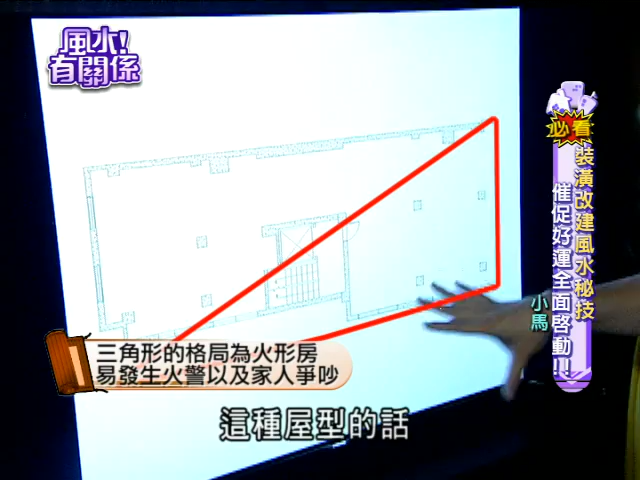 風水!
有關係
必看
裝潢改建風水秘技
催促好運全面啓動!!
小馬
1
三角形的格局為火形房
易發生火警以及家人爭吵
這種屋型的話